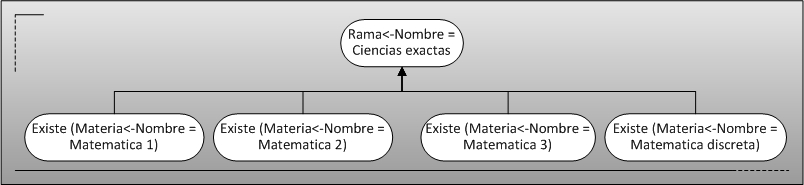 Rama<-Nombre =
Ciencias exactas
Existe (Materia<-Nombre =
Matematica 1)
Existe (Materia<-Nombre =
Matematica 2)
Existe (Materia<-Nombre =
Matematica 3)
Existe (Materia<-Nombre =
Matematica discreta)